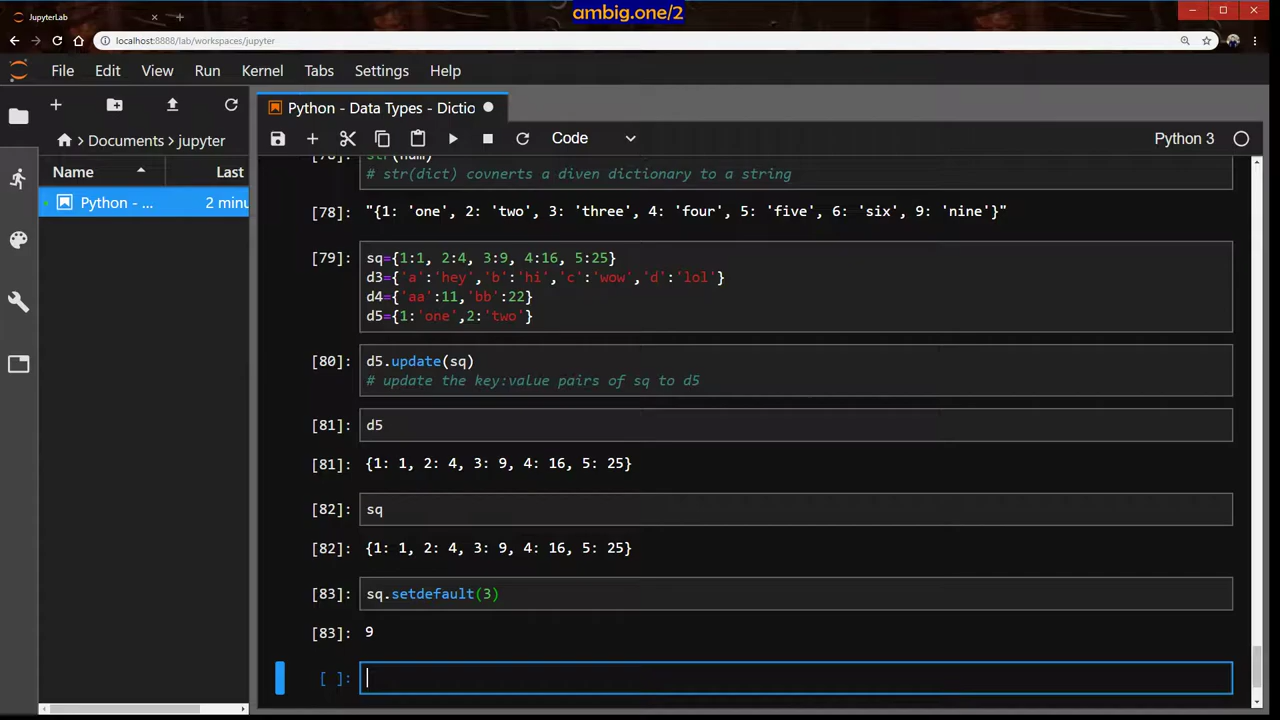 ambig.one/2
JupyterLab
localhost:8888/lab/workspaces/jupyter
File Edit View Run Kernel Tabs Settings Help
Python - Data Types - Dictio
> Documents > jupyter
Code
Python 3
Name Last
Python - ... 2 minu
[78]: str(num)
# str(dict) covnerts a diven dictionary to a string
[78]: "{1: 'one', 2: 'two', 3: 'three', 4: 'four', 5: 'five', 6: 'six', 9: 'nine'}"
[79]: sq={1:1, 2:4, 3:9, 4:16, 5:25}
d3={'a':'hey','b':'hi','c':'wow','d':'lol'}
d4={'aa':11,'bb':22}
d5={1:'one',2:'two'}
[80]: d5.update(sq)
# update the key:value pairs of sq to d5
[81]: d5
[81]: {1: 1, 2: 4, 3: 9, 4: 16, 5: 25}
[82]: sq
[82]: {1: 1, 2: 4, 3: 9, 4: 16, 5: 25}
[83]: sq.setdefault(3)
[83]: 9
[ ]: